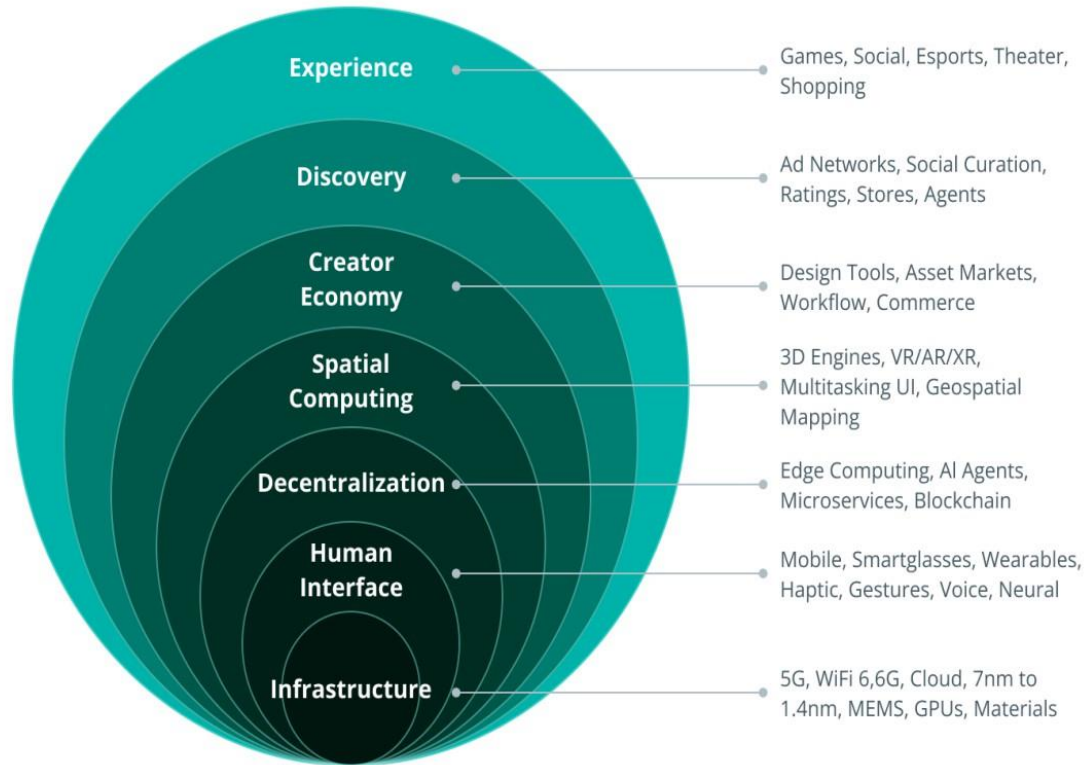 Experience
Games, Social, Esports, Theater,
Shopping
Discovery
Ad Networks, Social Curation,
Ratings, Stores, Agents
Creator
Economy
Design Tools, Asset Markets,
Workflow, Commerce
Spatial
Computing
3D Engines, VR/AR/XR,
Multitasking UI, Geospatial
Mapping
Decentralization
Edge Computing, AI Agents,
Microservices, Blockchain
Human
Interface
Mobile, Smartglasses, Wearables,
Haptic, Gestures, Voice, Neural
Infrastructure
5G, WiFi 6,6G, Cloud, 7nm to
1.4nm, MEMS, GPUs, Materials